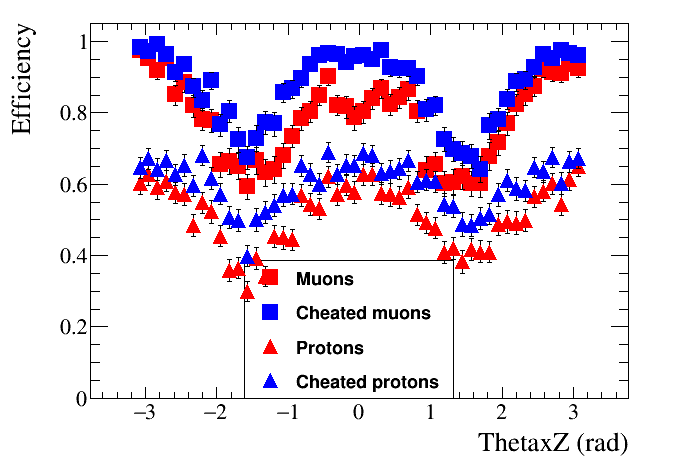 Efficiency
1
0.8
0.6
0.4
0.2
0
Muons
Cheated muons
Protons
Cheated protons
−3 −2 −1 0 1 2 3
ThetaxZ (rad)